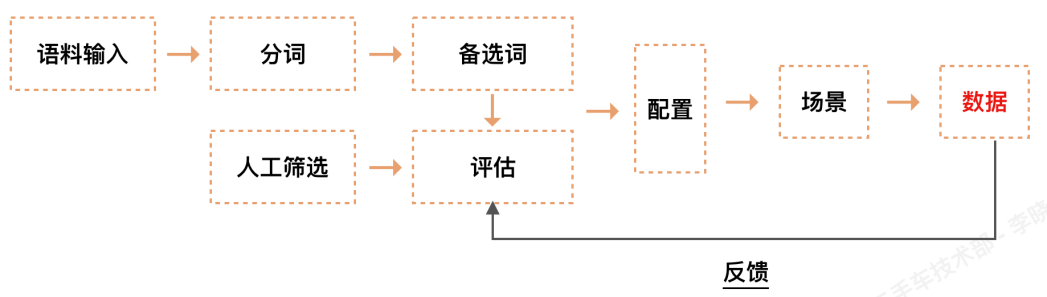 语料输入
分词
备选词
人工筛选
评估
配置
场景
数据
反馈
手车技术部 - 李晓